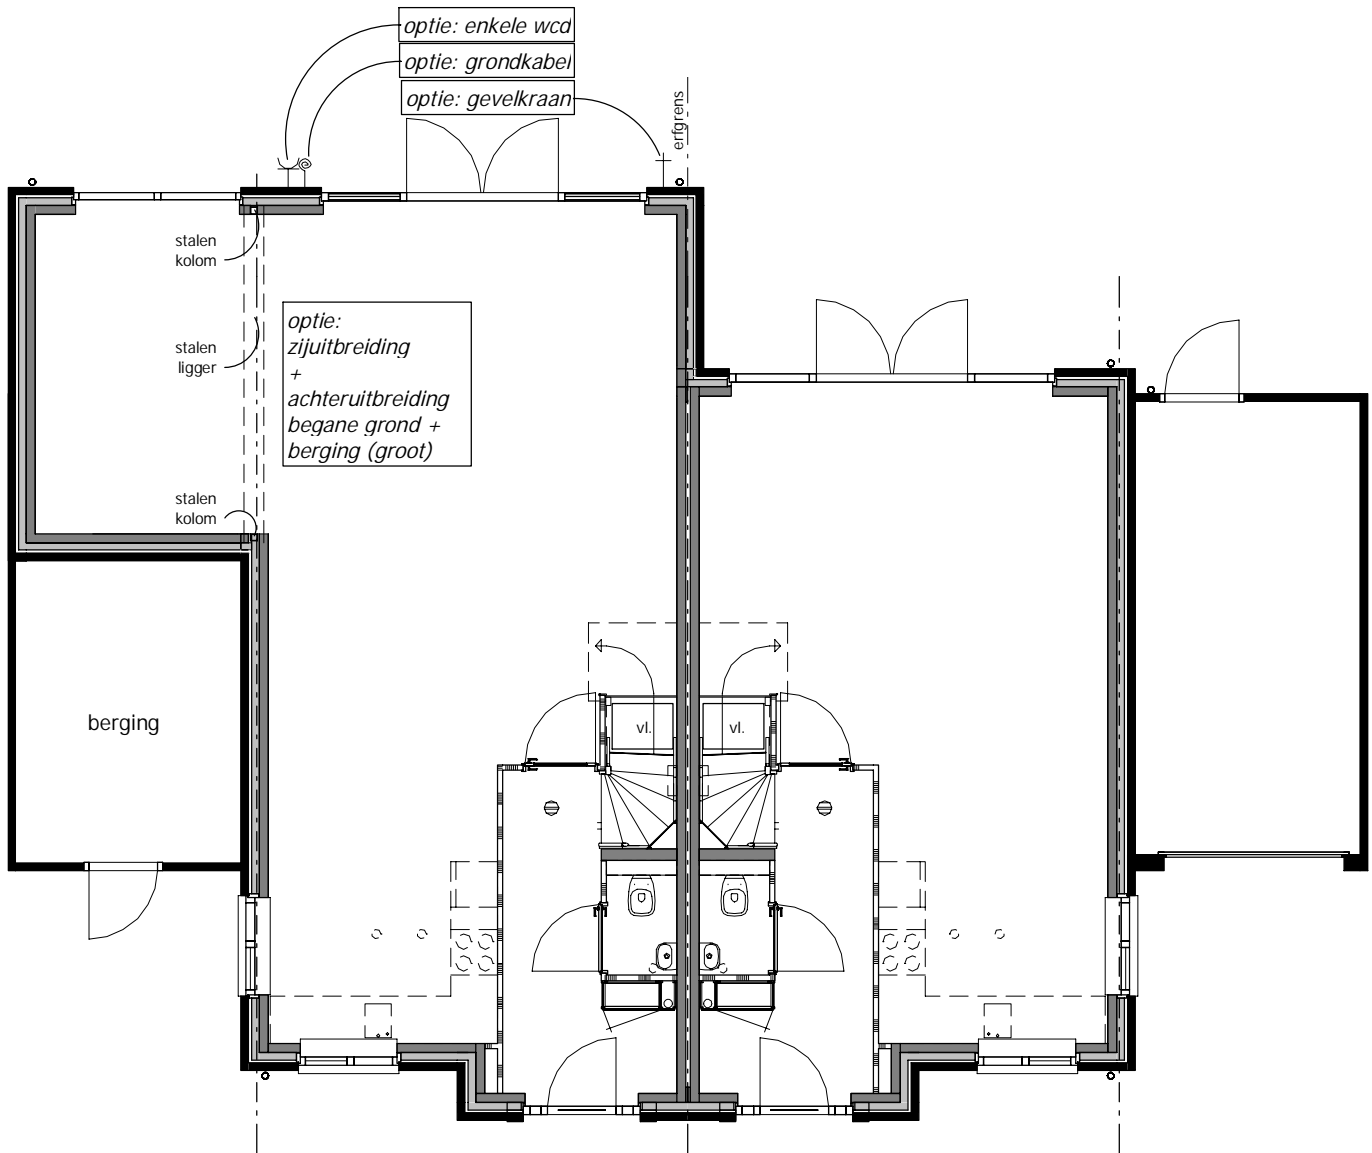 optie: enkele wcd
optie: grondkabel
optie: gevelkraan
erfgrens
stalen
kolom
stalen
ligger
optie:
zijuitbreiding
+
achteruitbreiding
begane grond +
berging (groot)
stalen
kolom
berging
vl.
vl.